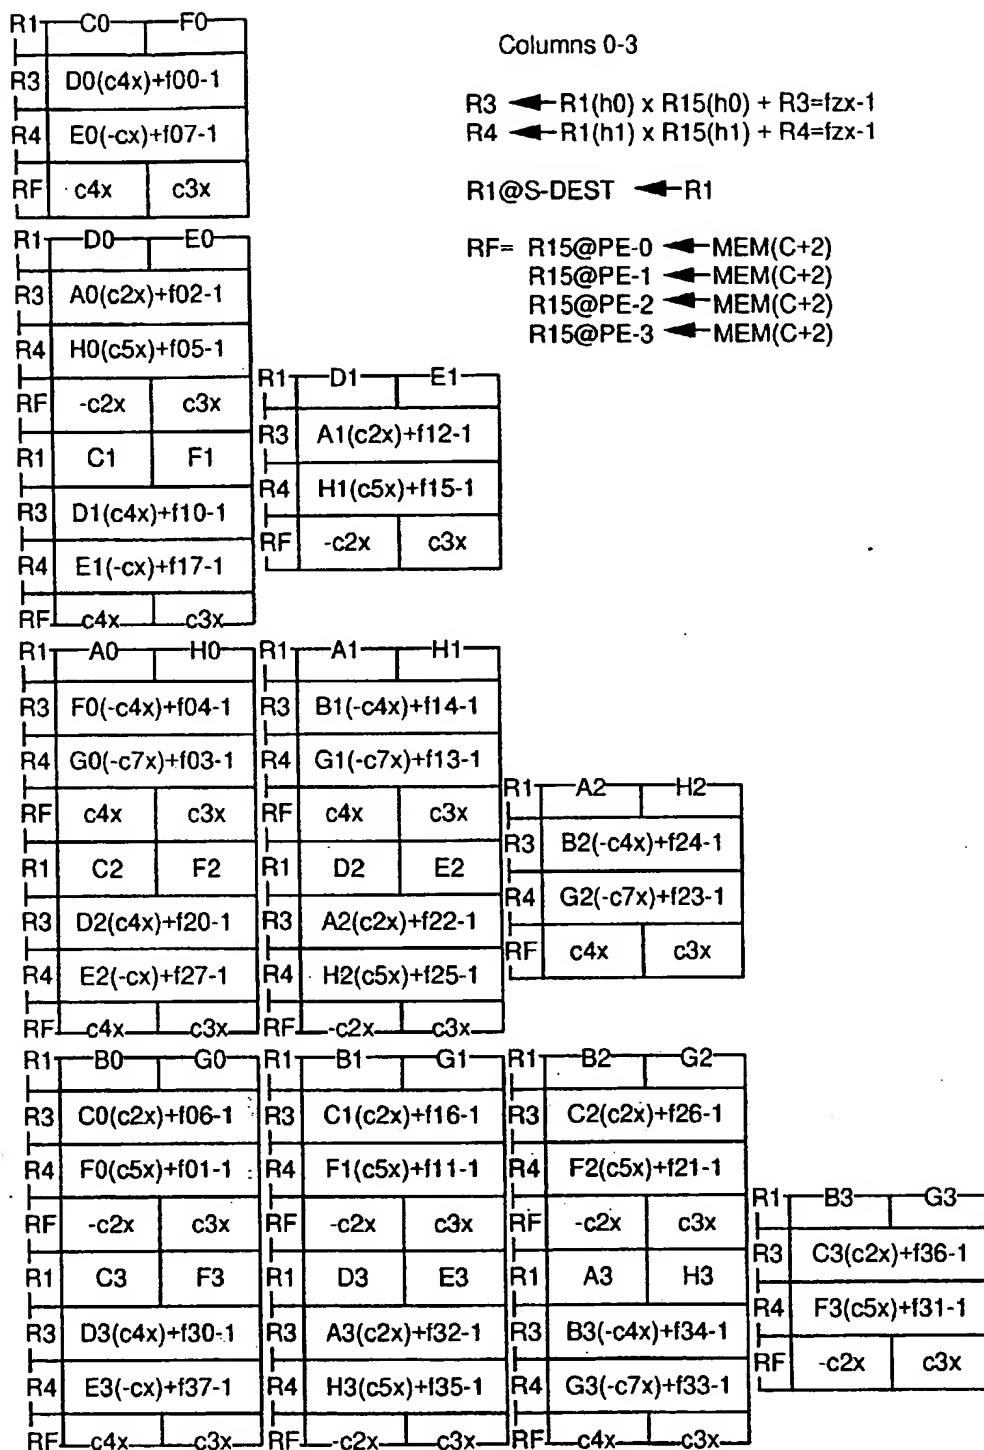 Columns 0-3
R3 ◄ R1(h0) x R15(h0) + R3=fzx-1
R4 ◄ R1(h1) x R15(h1) + R4=fzx-1
R1@S-DEST ◄ R1
RF= R15@PE-0 ◄ MEM(C+2)
R15@PE-1 ◄ MEM(C+2)
R15@PE-2 ◄ MEM(C+2)
R15@PE-3 ◄ MEM(C+2)
R1 C0 F0
R3 D0(c4x)+f00-1
R4 E0(-cx)+f07-1
RF c4x c3x
R1 D0 E0
R3 A0(c2x)+f02-1
R4 H0(c5x)+f05-1
RF -c2x c3x
R1 C1 F1
R3 D1(c4x)+f10-1
R4 E1(-cx)+f17-1
RF c4x c3x
R1 D1 E1
R3 A1(c2x)+f12-1
R4 H1(c5x)+f15-1
RF -c2x c3x
R1 A0 H0
R3 F0(-c4x)+f04-1
R4 G0(-c7x)+f03-1
RF c4x c3x
R1 C2 F2
R3 D2(c4x)+f20-1
R4 E2(-cx)+f27-1
RF c4x c3x
R1 A1 H1
R3 B1(-c4x)+f14-1
R4 G1(-c7x)+f13-1
RF c4x c3x
R1 D2 E2
R3 A2(c2x)+f22-1
R4 H2(c5x)+f25-1
RF -c2x c3x
R1 A2 H2
R3 B2(-c4x)+f24-1
R4 G2(-c7x)+f23-1
RF c4x c3x
R1 B0 G0
R3 C0(c2x)+f06-1
R4 F0(c5x)+f01-1
RF -c2x c3x
R1 C3 F3
R3 D3(c4x)+f30-1
R4 E3(-cx)+f37-1
RF c4x c3x
R1 B1 G1
R3 C1(c2x)+f16-1
R4 F1(c5x)+f11-1
RF -c2x c3x
R1 D3 E3
R3 A3(c2x)+f32-1
R4 H3(c5x)+f35-1
RF -c2x c3x
R1 B2 G2
R3 C2(c2x)+f26-1
R4 F2(c5x)+f21-1
RF -c2x c3x
R1 A3 H3
R3 B3(-c4x)+f34-1
R4 G3(-c7x)+f33-1
RF c4x c3x
R1 B3 G3
R3 C3(c2x)+f36-1
R4 F3(c5x)+f31-1
RF -c2x c3x